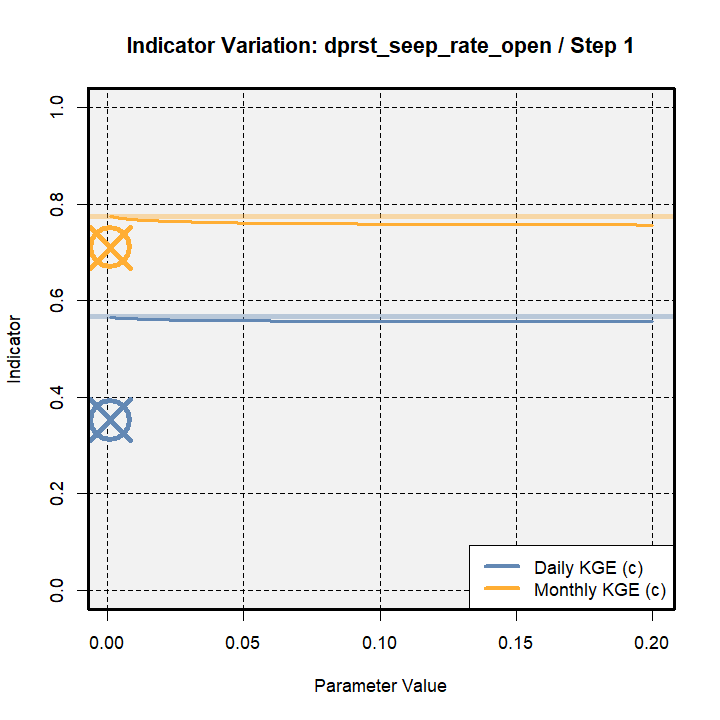 Indicator Variation: dprst_seep_rate_open / Step 1
Indicator
1.0
0.8
0.6
0.4
0.2
0.0
Daily KGE (c)
Monthly KGE (c)
0.00 0.05 0.10 0.15 0.20
Parameter Value